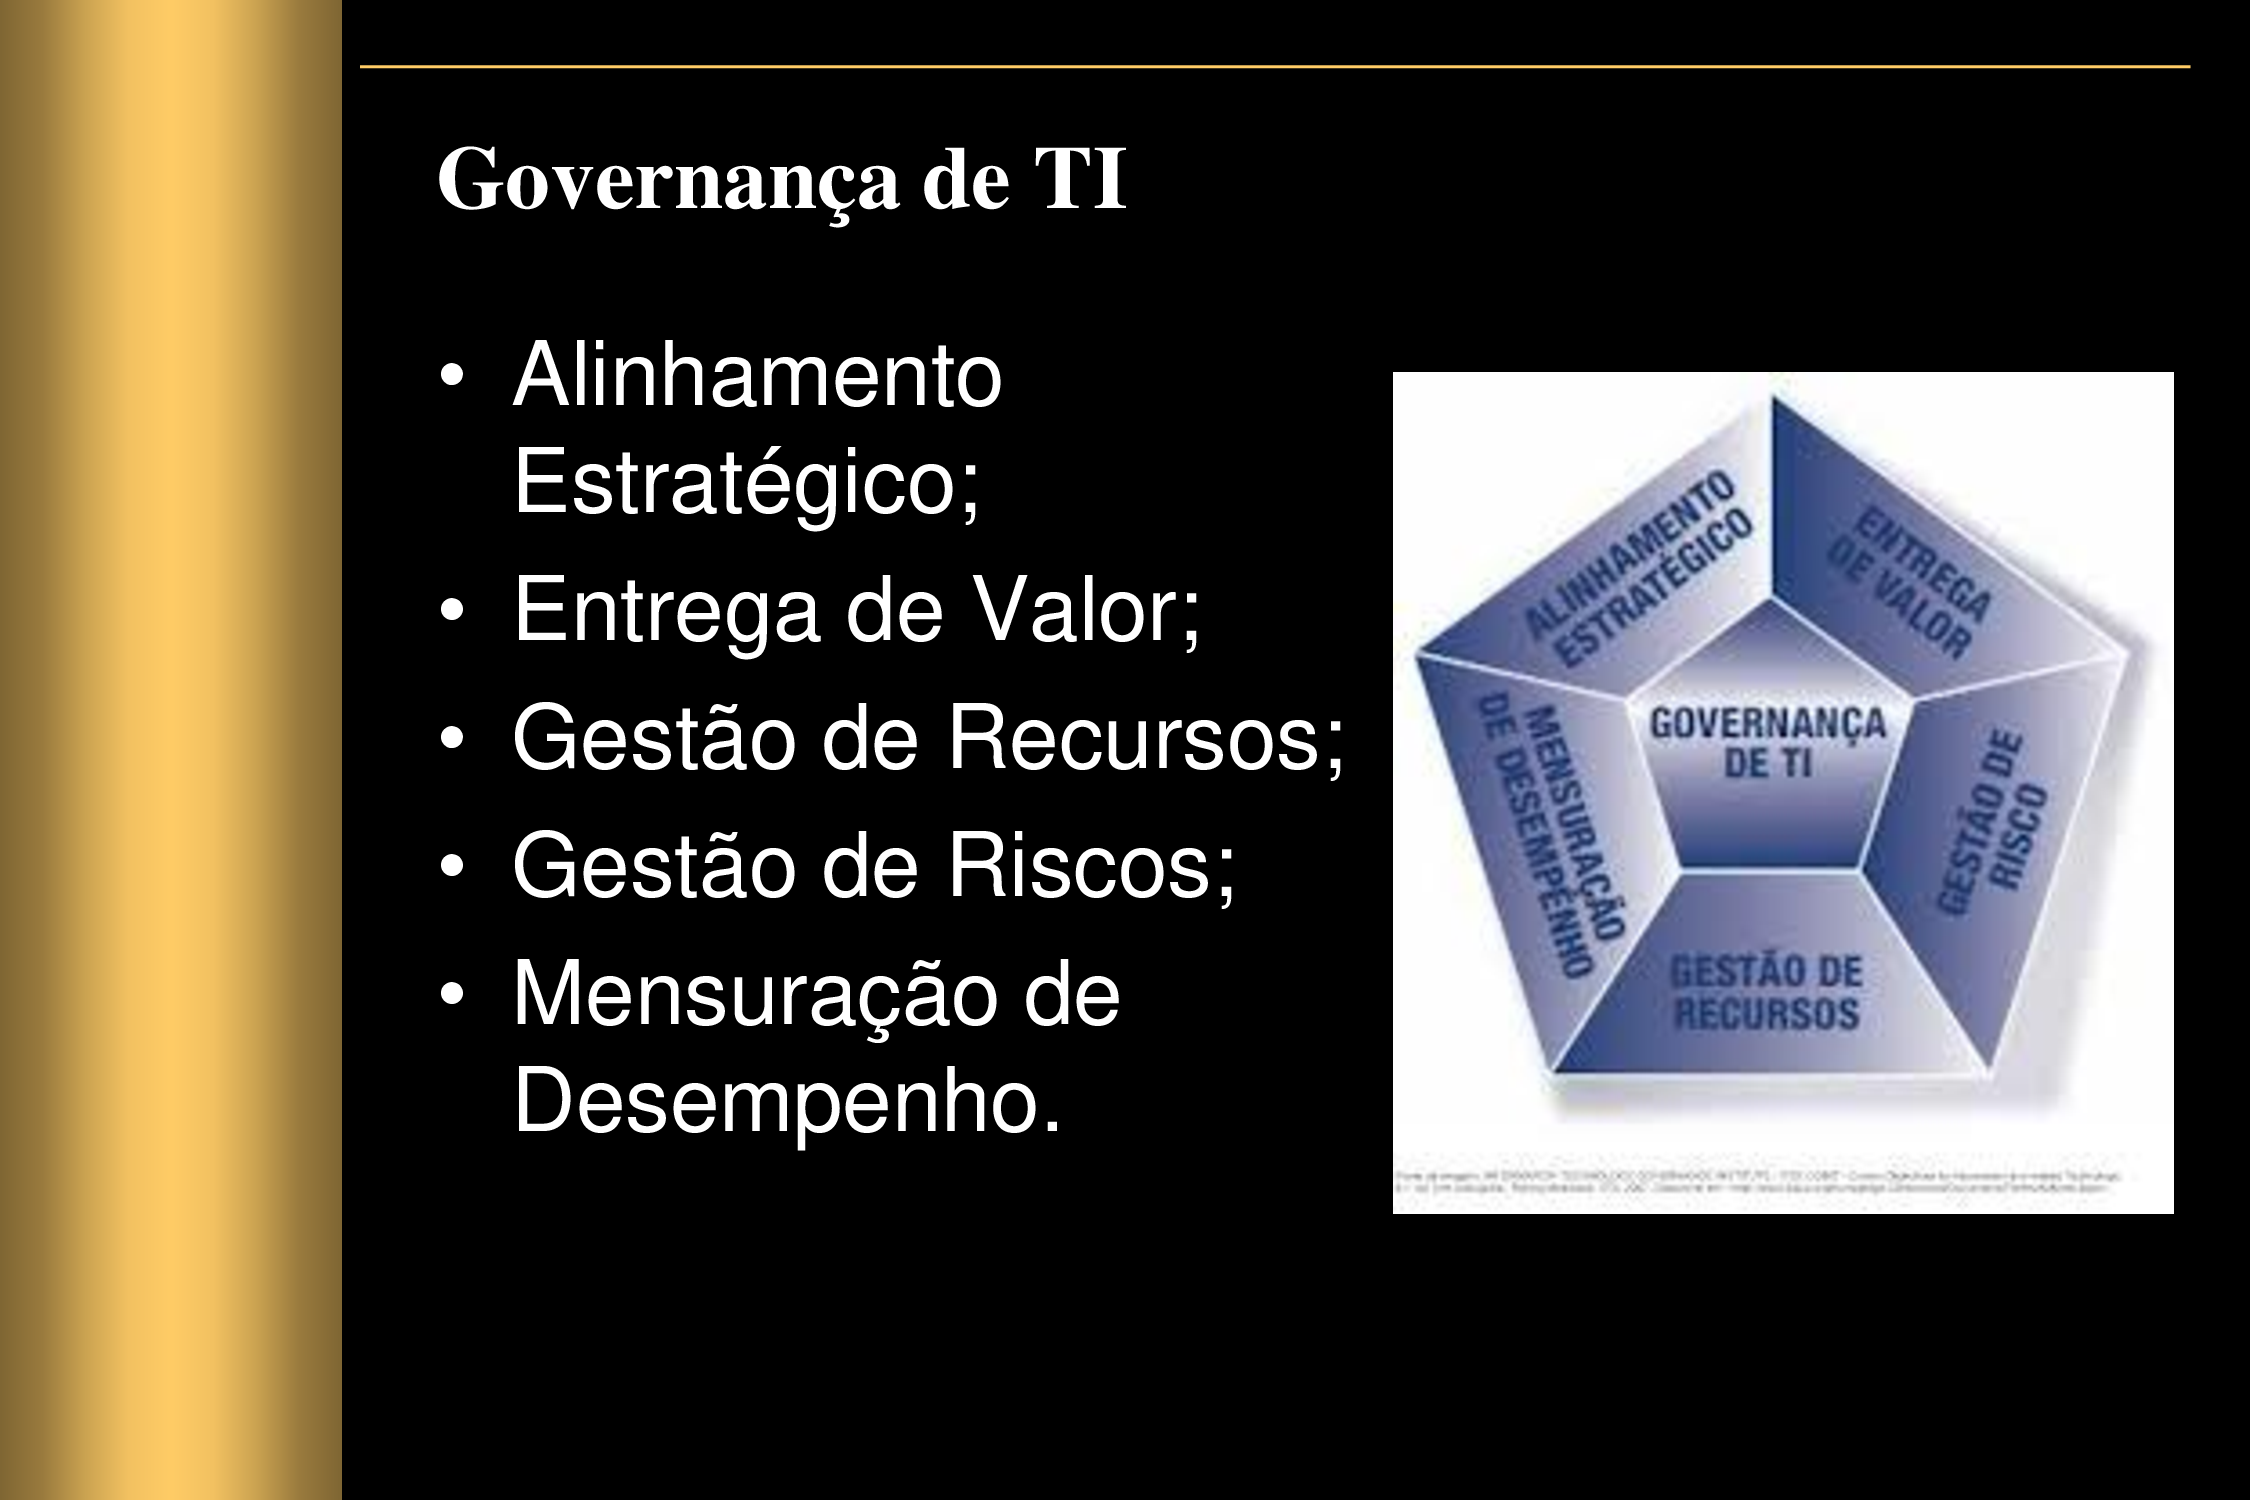 Governança de TI
• Alinhamento
Estratégico;
• Entrega de Valor;
• Gestão de Recursos;
• Gestão de Riscos;
• Mensuração de
Desempenho.
ALINHAMENTO
ESTRATÉGICO
ENTREGA
DE VALOR
GOVERNANÇA
DE TI
MENSURAÇÃO
DE DESEMPENHO
GESTÃO DE
RISCO
GESTÃO DE
RECURSOS